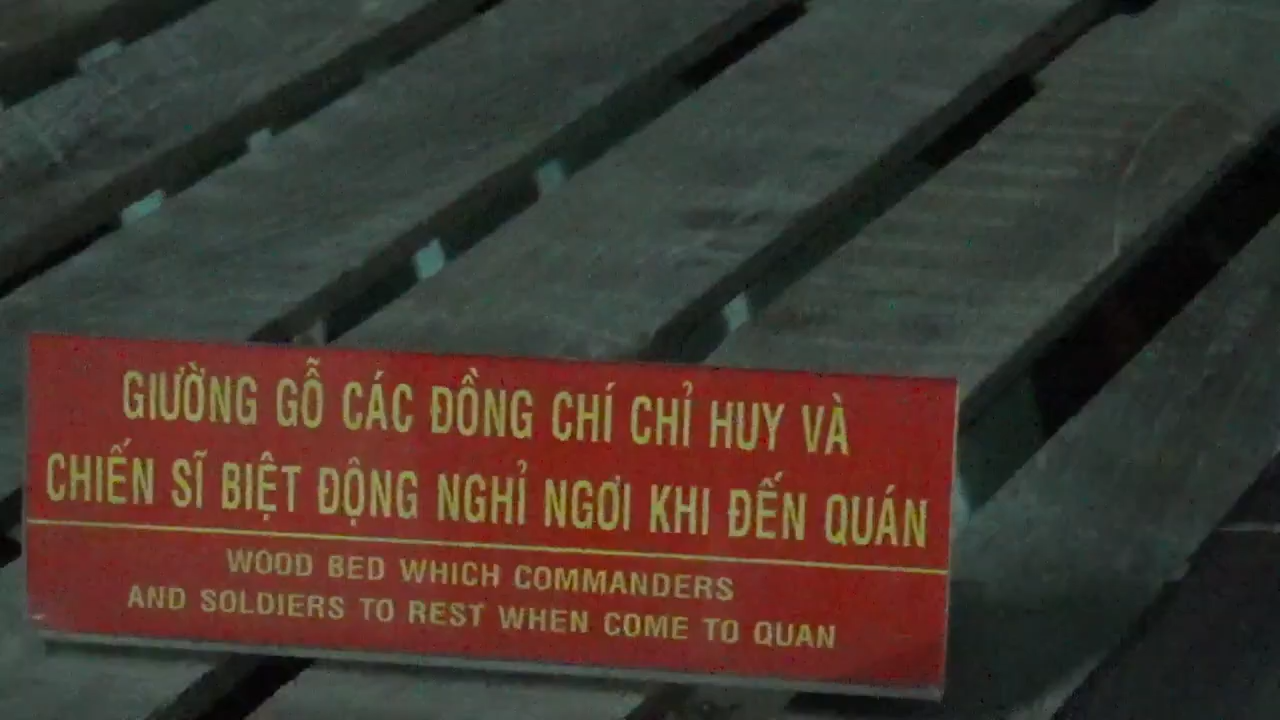 GIƯỜNG GỖ CÁC ĐỒNG CHÍ CHỈ HUY VÀ
CHIẾN SĨ BIỆT ĐỘNG NGHỈ NGƠI KHI ĐẾN QUÁN
WOOD BED WHICH COMMANDERS
AND SOLDIERS TO REST WHEN COME TO QUAN